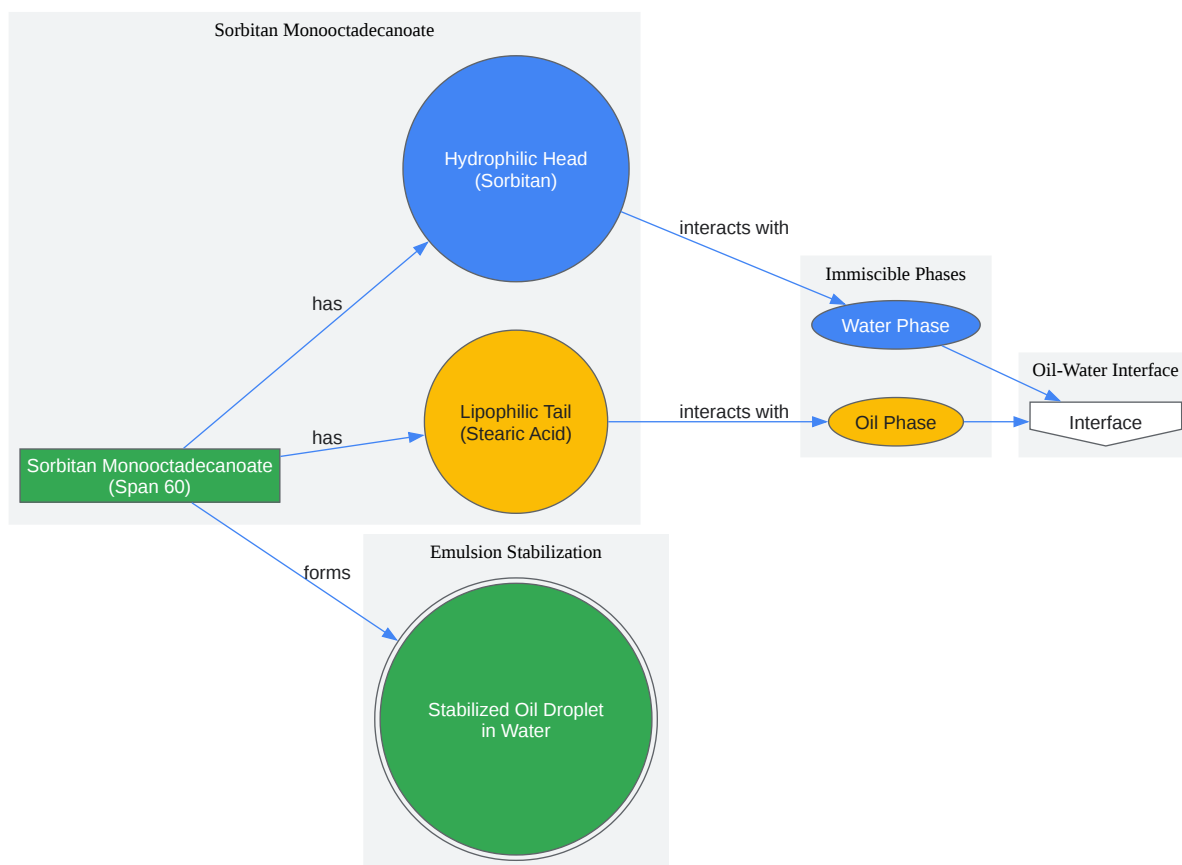 Sorbitan Monooctadecanoate
Hydrophilic Head
(Sorbitan)
interacts with
Immiscible Phases
has
Water Phase
Oil-Water Interface
Lipophilic Tail
(Stearic Acid)
interacts with
Oil Phase
Interface
has
Sorbitan Monooctadecanoate
(Span 60)
Emulsion Stabilization
forms
Stabilized Oil Droplet
in Water